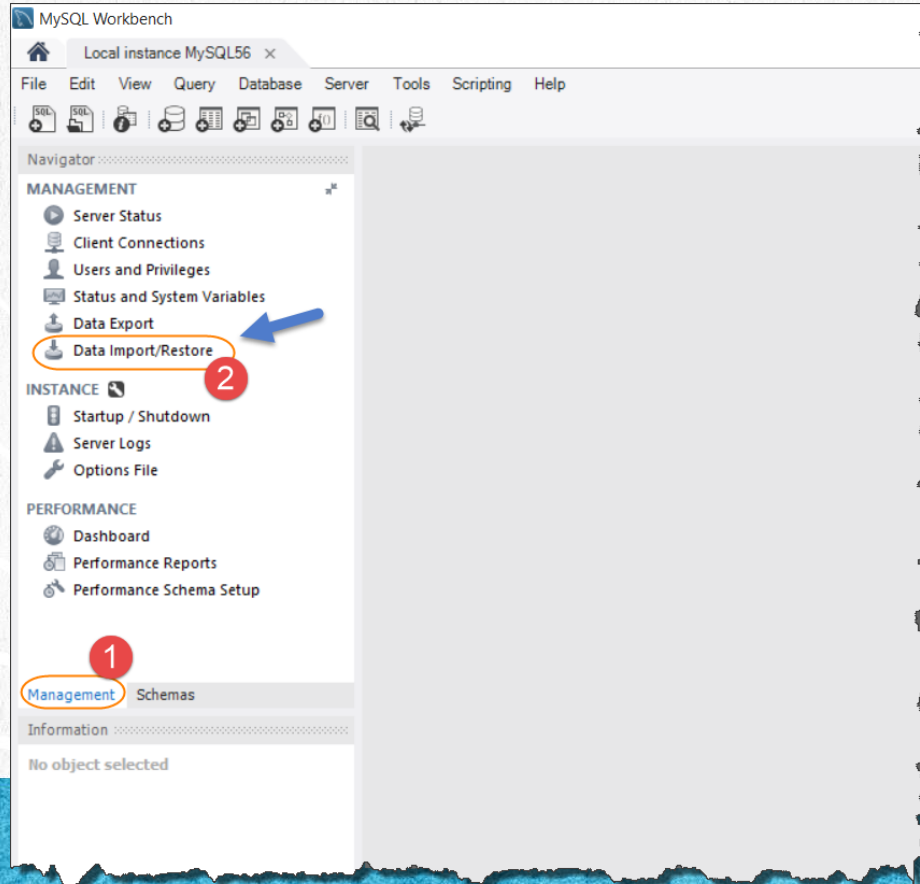 MySQL Workbench
Local instance MySQL56 ×
File Edit View Query Database Server Tools Scripting Help
SQL SQL
Navigator
MANAGEMENT
Server Status
Client Connections
Users and Privileges
Status and System Variables
Data Export
Data Import/Restore
2
INSTANCE
Startup / Shutdown
Server Logs
Options File
PERFORMANCE
Dashboard
Performance Reports
Performance Schema Setup
1
Management Schemas
Information
No object selected